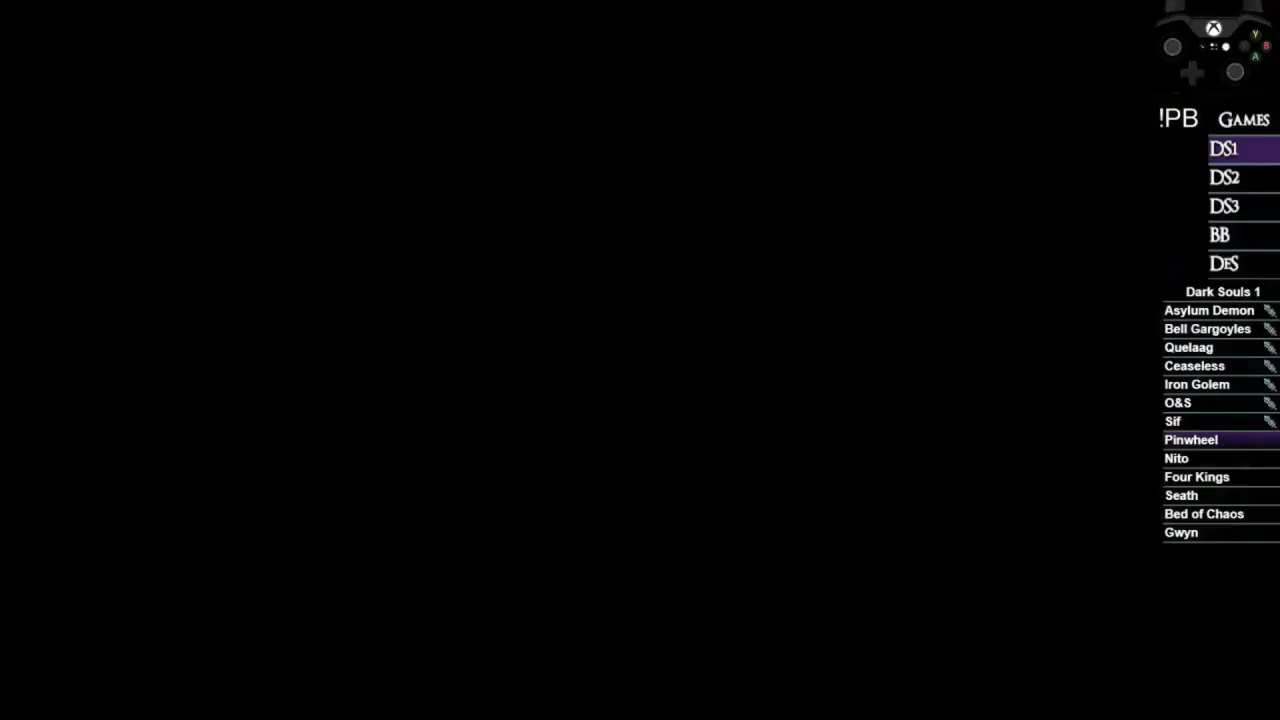 Y
B
A
!PB
GAMES
DS1
DS2
DS3
BB
DeS
Dark Souls 1
Asylum Demon
Bell Gargoyles
Quelaag
Ceaseless
Iron Golem
O&S
Sif
Pinwheel
Nito
Four Kings
Seath
Bed of Chaos
Gwyn